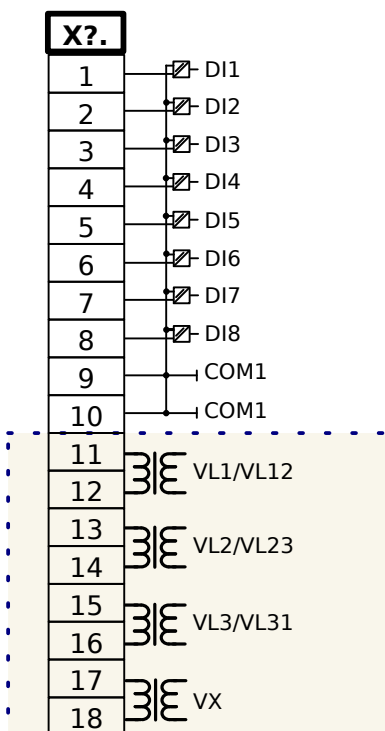 X?.
1 DI1
2 DI2
3 DI3
4 DI4
5 DI5
6 DI6
7 DI7
8 DI8
9 COM1
10 COM1
11
VL1/VL12
12
13
VL2/VL23
14
15
VL3/VL31
16
17
VX
18